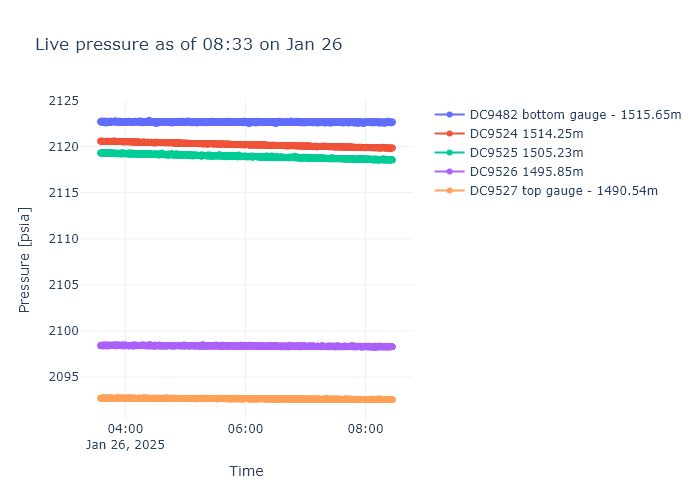 Live pressure as of 08:33 on Jan 26
2125
2120
2115
2110
2105
2100
2095
Pressure [psia]
04:00
Jan 26, 2025
06:00
08:00
Time
DC9482 bottom gauge - 1515.65m
DC9524 1514.25m
DC9525 1505.23m
DC9526 1495.85m
DC9527 top gauge - 1490.54m